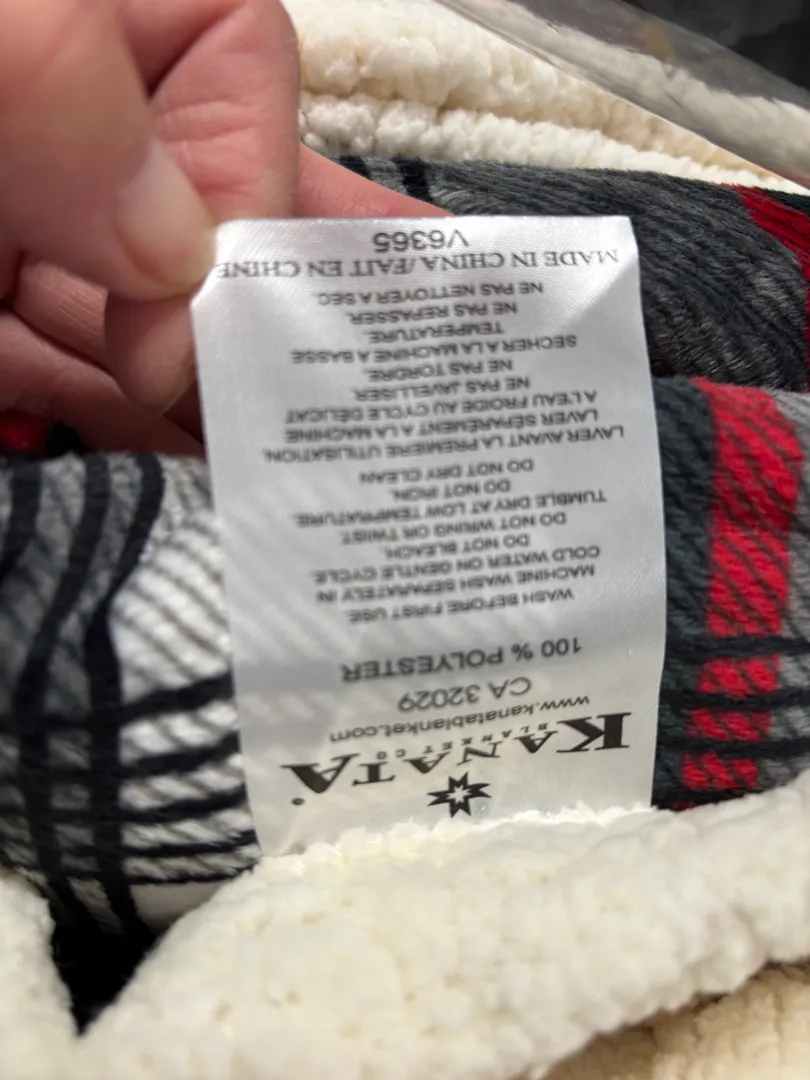 KANATA
BLANKET CO
www.kanatablanket.com
CA 32029
100 % POLYESTER
WASH BEFORE FIRST USE.
MACHINE WASH SEPARATELY IN
COLD WATER ON GENTLE CYCLE.
DO NOT BLEACH.
DO NOT WRING OR TWIST.
TUMBLE DRY AT LOW TEMPRATURE.
DO NOT IRON.
DO NOT DRY CLEAN
LAVER AVANT LA PREMIERE UTILISATION.
LAVER SEPAREMENT A LA MACHINE
A L'EAU FROIDE AU CYCLE DELICAT
NE PAS JAVELLISER.
NE PAS TORDRE.
SECHER A LA MACHINE A BASSE
TEMPERATURE.
NE PAS REPASSER.
NE PAS NETTOYER A SEC.
MADE IN CHINA/FAIT EN CHINE
V6365